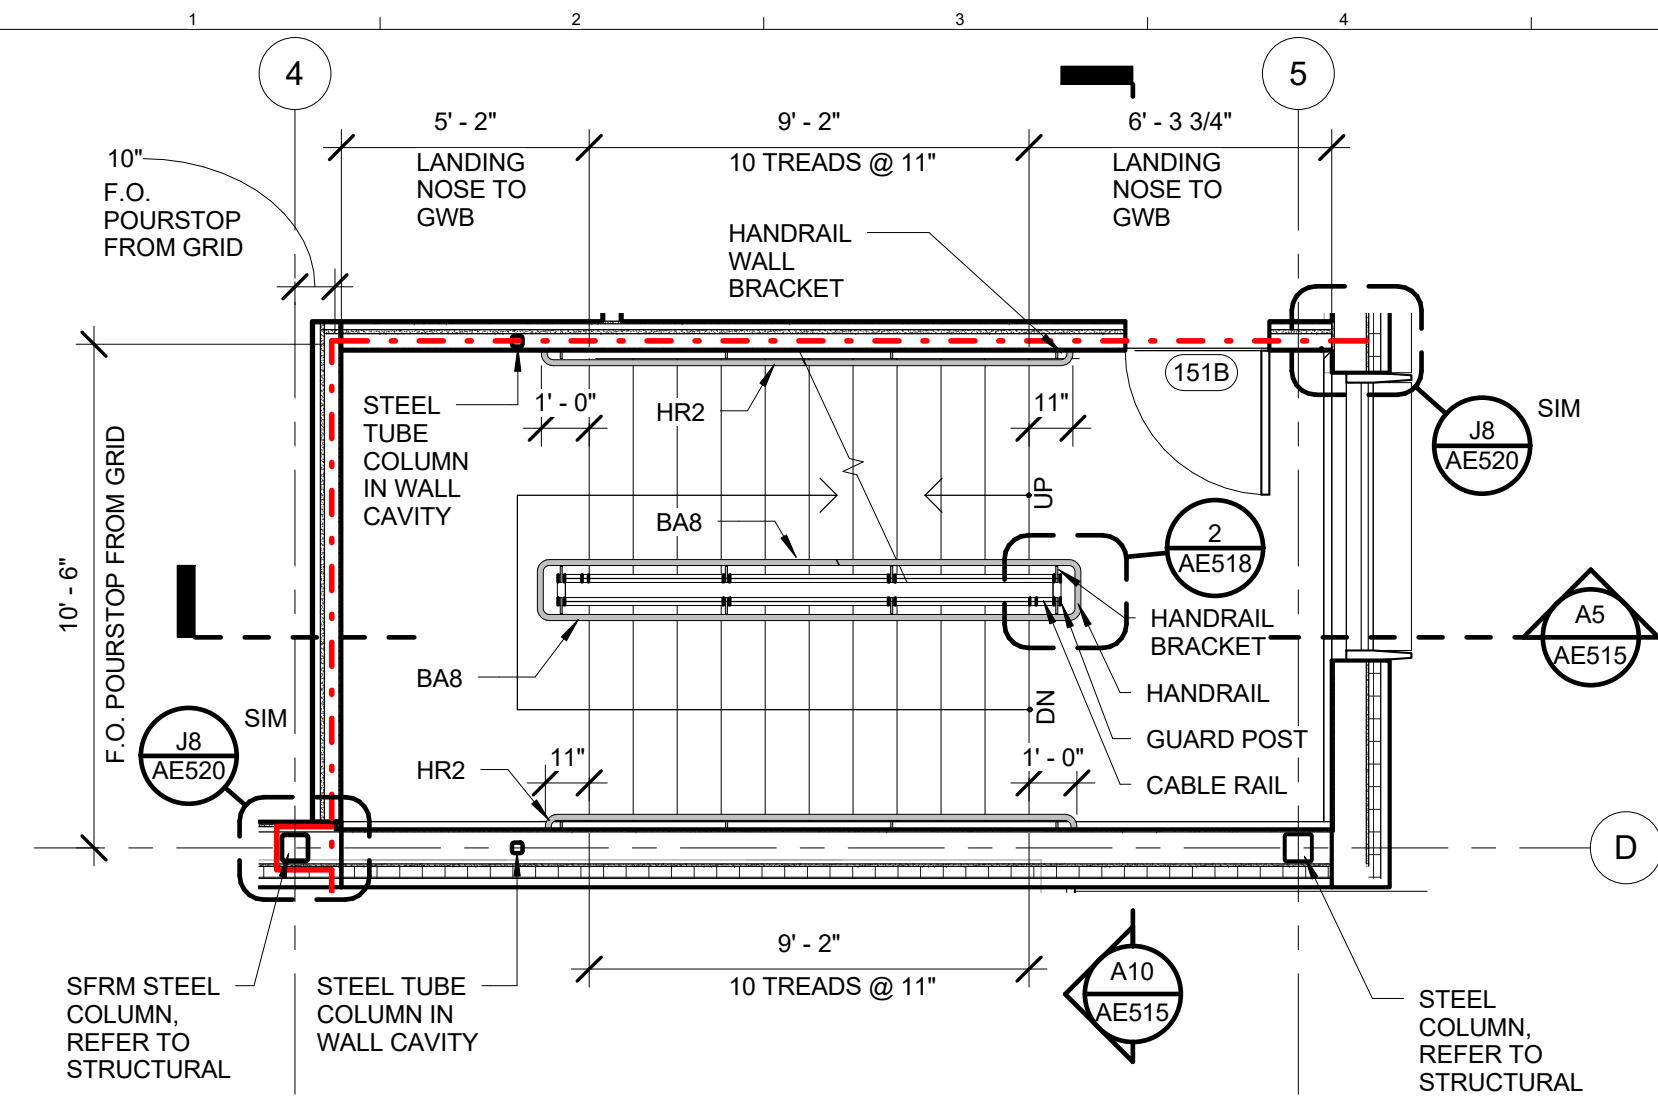 1
2
3
4
4
5
5' - 2"
9' - 2"
6' - 3 3/4"
LANDING
NOSE TO
GWB
10 TREADS @ 11"
LANDING
NOSE TO
GWB
10"
F.O.
POURSTOP
FROM GRID
HANDRAIL
WALL
BRACKET
151B
STEEL
TUBE
COLUMN
IN WALL
CAVITY
1' - 0"
HR2
11"
J8
AE520
SIM
UP
BA8
2
AE518
10' - 6"
F.O. POURSTOP FROM GRID
HANDRAIL
BRACKET
A5
AE515
BA8
HANDRAIL
DN
SIM
J8
AE520
GUARD POST
CABLE RAIL
HR2
11"
1' - 0"
D
9' - 2"
10 TREADS @ 11"
A10
AE515
SFRM STEEL
COLUMN,
REFER TO
STRUCTURAL
STEEL TUBE
COLUMN IN
WALL CAVITY
STEEL
COLUMN,
REFER TO
STRUCTURAL